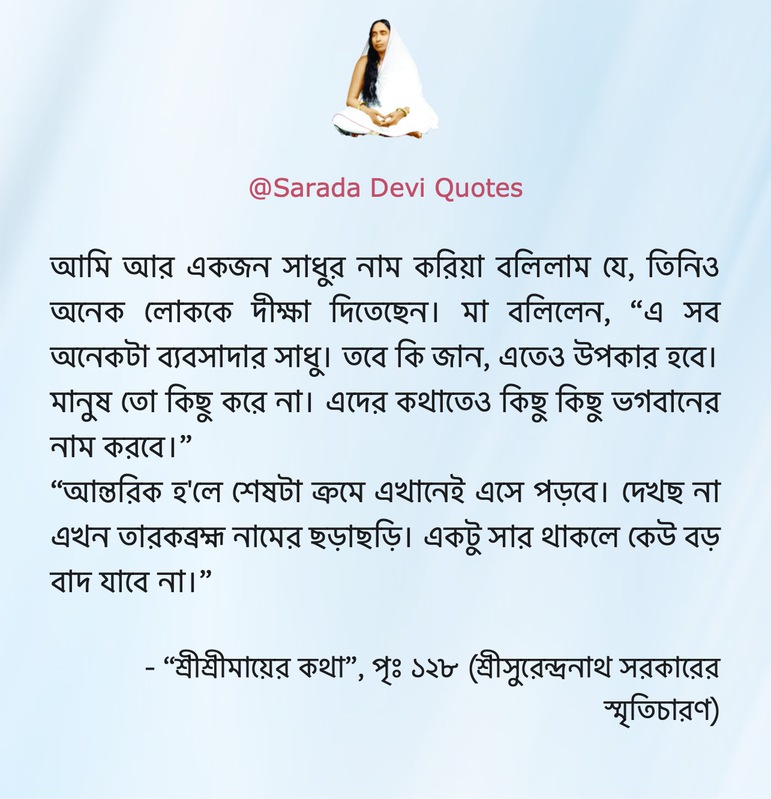 @Sarada Devi Quotes
আমি আর একজন সাধুর নাম করিয়া বলিলাম যে, তিনিও
অনেক লোককে দীক্ষা দিতেছেন। মা বলিলেন, “এ সব
অনেকটা ব্যবসাদার সাধু। তবে কি জান, এতেও উপকার হবে।
মানুষ তো কিছু করে না। এদের কথাতেও কিছু কিছু ভগবানের
নাম করবে।”
“আন্তরিক হ'লে শেষটা ক্রমে এখানেই এসে পড়বে। দেখছ না
এখন তারকব্রহ্ম নামের ছড়াছড়ি। একটু সার থাকলে কেউ বড়
বাদ যাবে না।”
- “শ্রীশ্রীমায়ের কথা”, পৃঃ ১২৮ (শ্রীসুরেন্দ্রনাথ সরকারের
স্মৃতিচারণ)